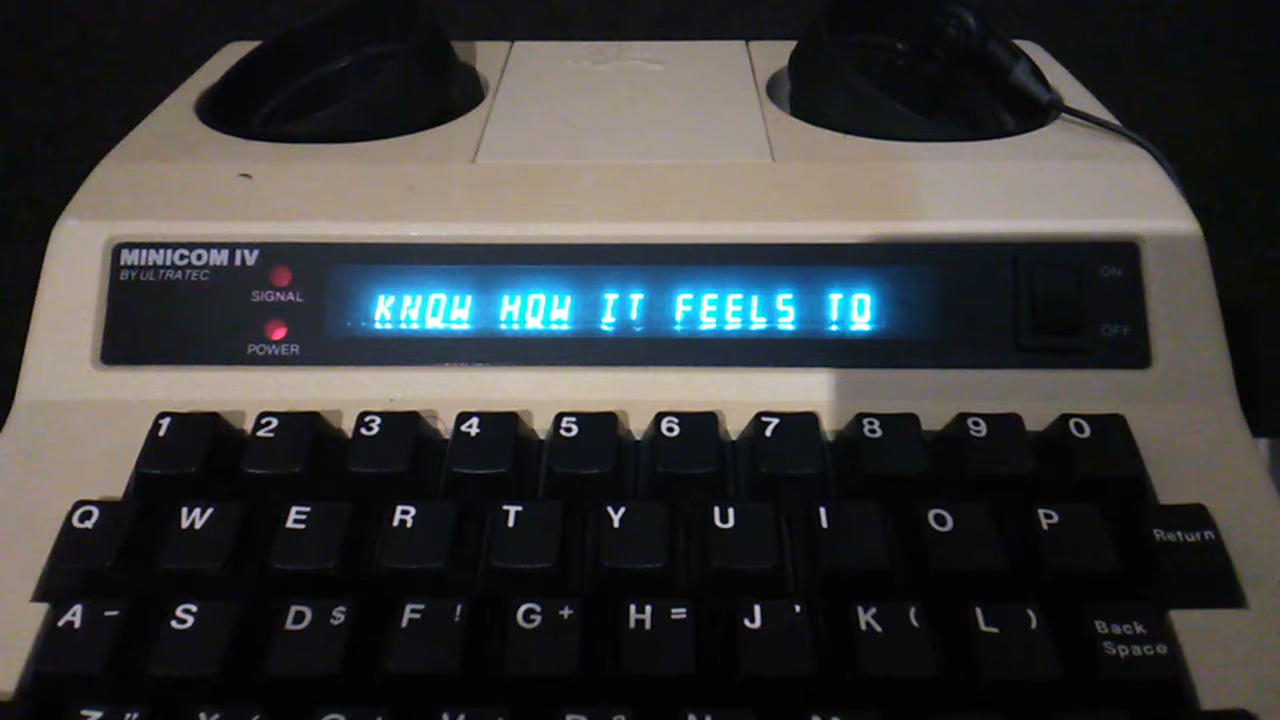 MINICOM IV
BY ULTRATEC
SIGNAL
POWER
KNOW HOW IT FEELS TO
ON
OFF
1 2 3 4 5 6 7 8 9 0
Q W E R T Y U I O P Return
A - S D $ F ! G + H = J ' K ( L ) Back Space